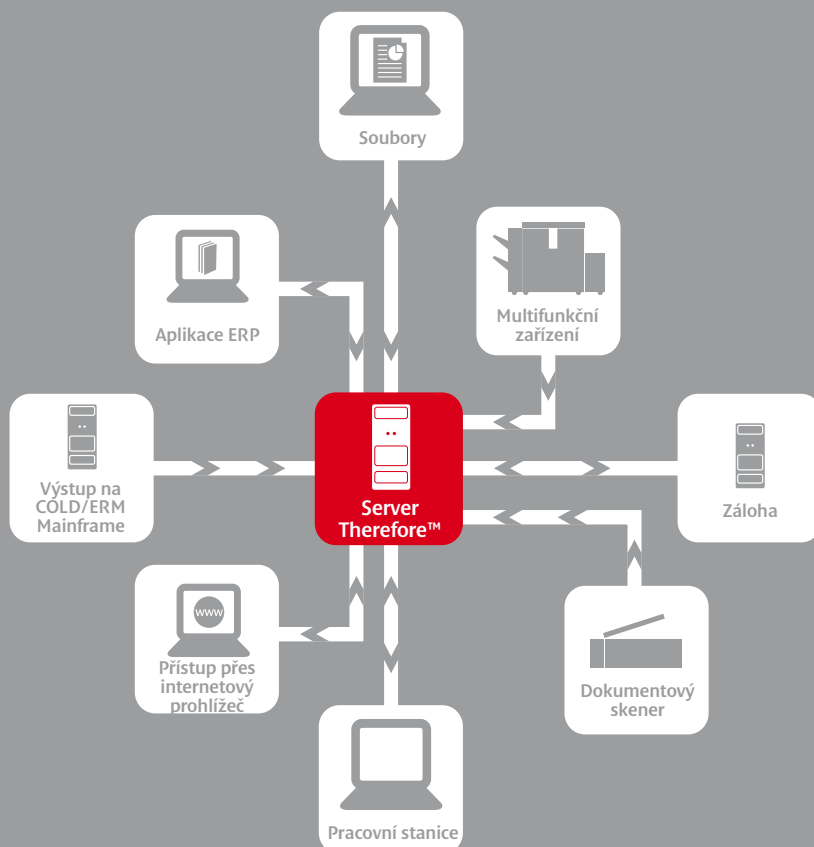 Soubory
Aplikace ERP
Multifunkční
zařízení
Výstup na
COLD/ERM
Mainframe
Server
Therefore™
Záloha
www
Přístup přes
internetový
prohlížeč
Dokumentový
skener
Pracovní stanice